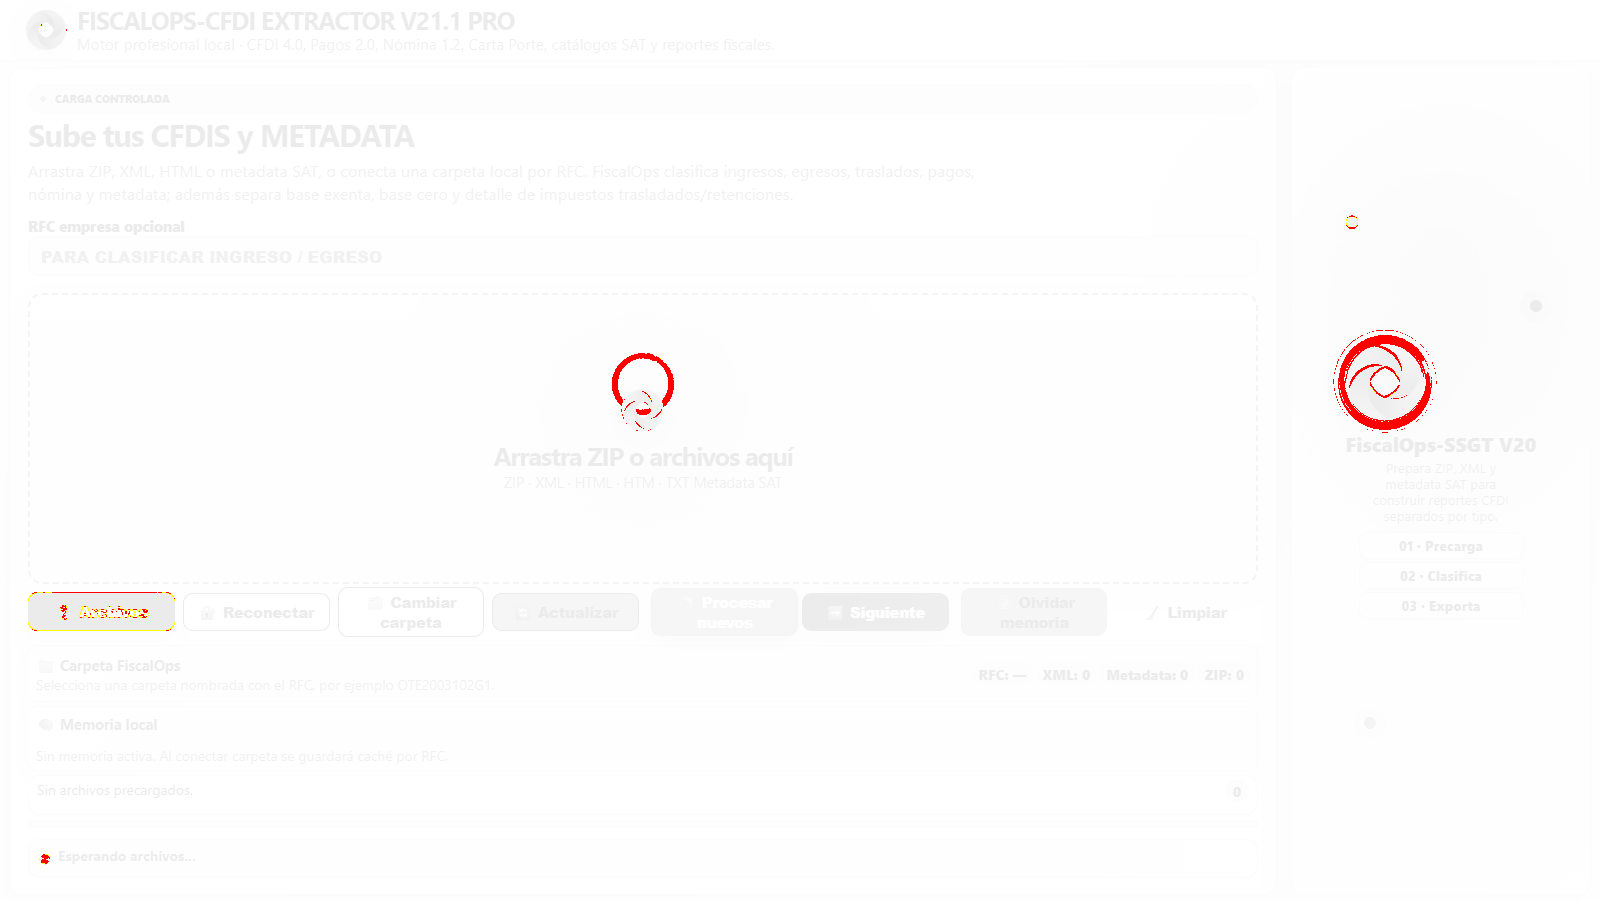 FISCALOPS-CFDI EXTRACTOR V21.1 PRO
Motor profesional local · CFDI 4.0, Pagos 2.0, Nómina 1.2, Carta Porte, catálogos SAT y reportes fiscales.
CARGA CONTROLADA
Sube tus CFDIS y METADATA
Arrastra ZIP, XML, HTML o metadata SAT, o conecta una carpeta local por RFC. FiscalOps clasifica ingresos, egresos, traslados, pagos,
nómina y metadata; además separa base exenta, base cero y detalle de impuestos trasladados/retenciones.
RFC empresa opcional
PARA CLASIFICAR INGRESO / EGRESO
Arrastra ZIP o archivos aquí
ZIP · XML · HTML · HTM · TXT Metadata SAT
Archivos
Reconectar
Cambiar
carpeta
Actualizar
Procesar
nuevos
Siguiente
Olvidar
memoria
Limpiar
Carpeta FiscalOps
Selecciona una carpeta nombrada con el RFC, por ejemplo OTE2003102G1.
RFC: — XML: 0 Metadata: 0 ZIP: 0
Memoria local
Sin memoria activa. Al conectar carpeta se guardará caché por RFC.
Sin archivos precargados.
0
Esperando archivos...
FiscalOps-SSGT V20
Prepara ZIP, XML y
metadata SAT para
construir reportes CFDI
separados por tipo.
01 · Precarga
02 · Clasifica
03 · Exporta